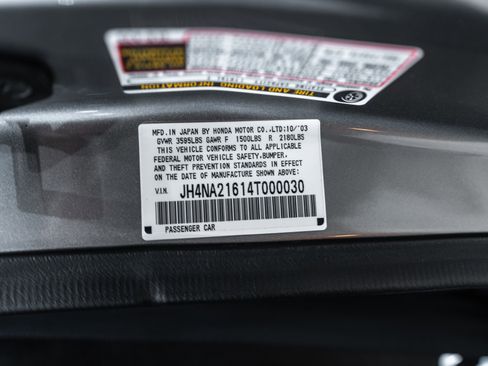 TIRE AND LOADING INFORMATION
MFD.IN JAPAN BY HONDA MOTOR CO.,LTD:10/'03
GVWR 3595LBS GAWR F 1500LBS R 2180LBS
THIS VEHICLE CONFORMS TO ALL APPLICABLE
FEDERAL MOTOR VEHICLE SAFETY,BUMPER,
AND THEFT PREVENTION STANDARDS IN EFFECT
ON THE DATE OF MANUFACTURE SHOWN ABOVE:
V.I.N. JH4NA21614T000030
PASSENGER CAR